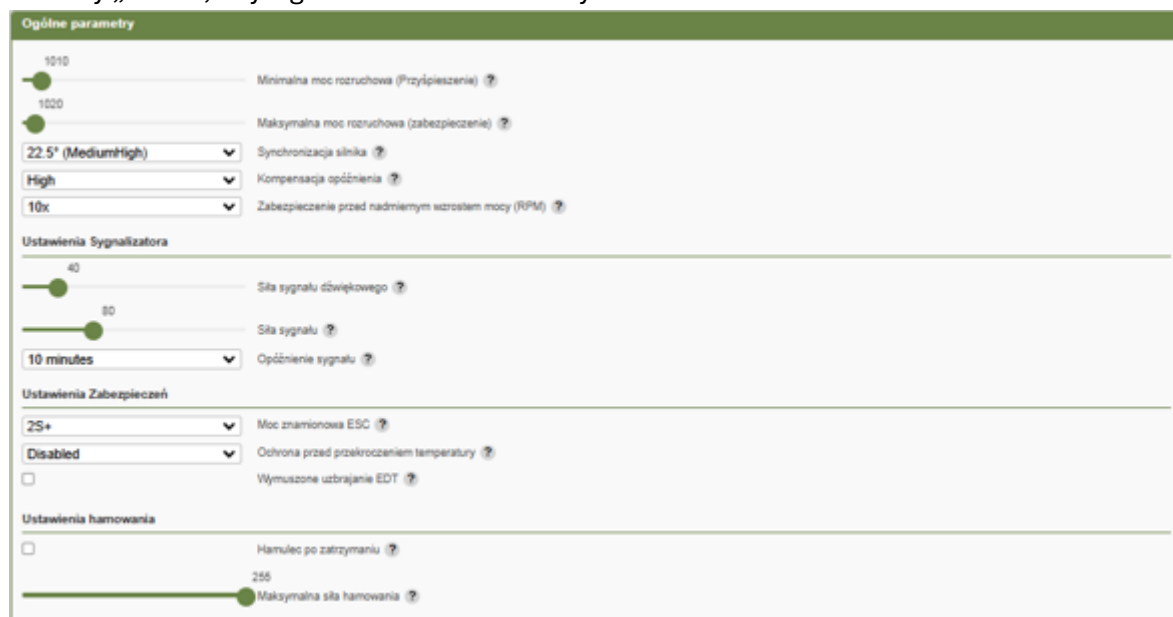 Ogólne parametry
1010
Minimalna moc rozruchowa (Przyśpieszenie) ?
1020
Maksymalna moc rozruchowa (zabezpieczenie) ?
22.5° (MediumHigh) Synchronizacja silnika ?
High Kompensacja opóźnienia ?
10x Zabezpieczenie przed nadmiernym wzrostem mocy (RPM) ?
Ustawienia Sygnalizatora
40
Siła sygnału dźwiękowego ?
80
Siła sygnału ?
10 minutes Opóźnienie sygnału ?
Ustawienia Zabezpieczeń
2S+ Moc znamionowa ESC ?
Disabled Ochrona przed przekroczeniem temperatury ?
Wymuszone uzbrajanie EDT ?
Ustawienia hamowania
Hamulec po zatrzymaniu ?
255
Maksymalna siła hamowania ?